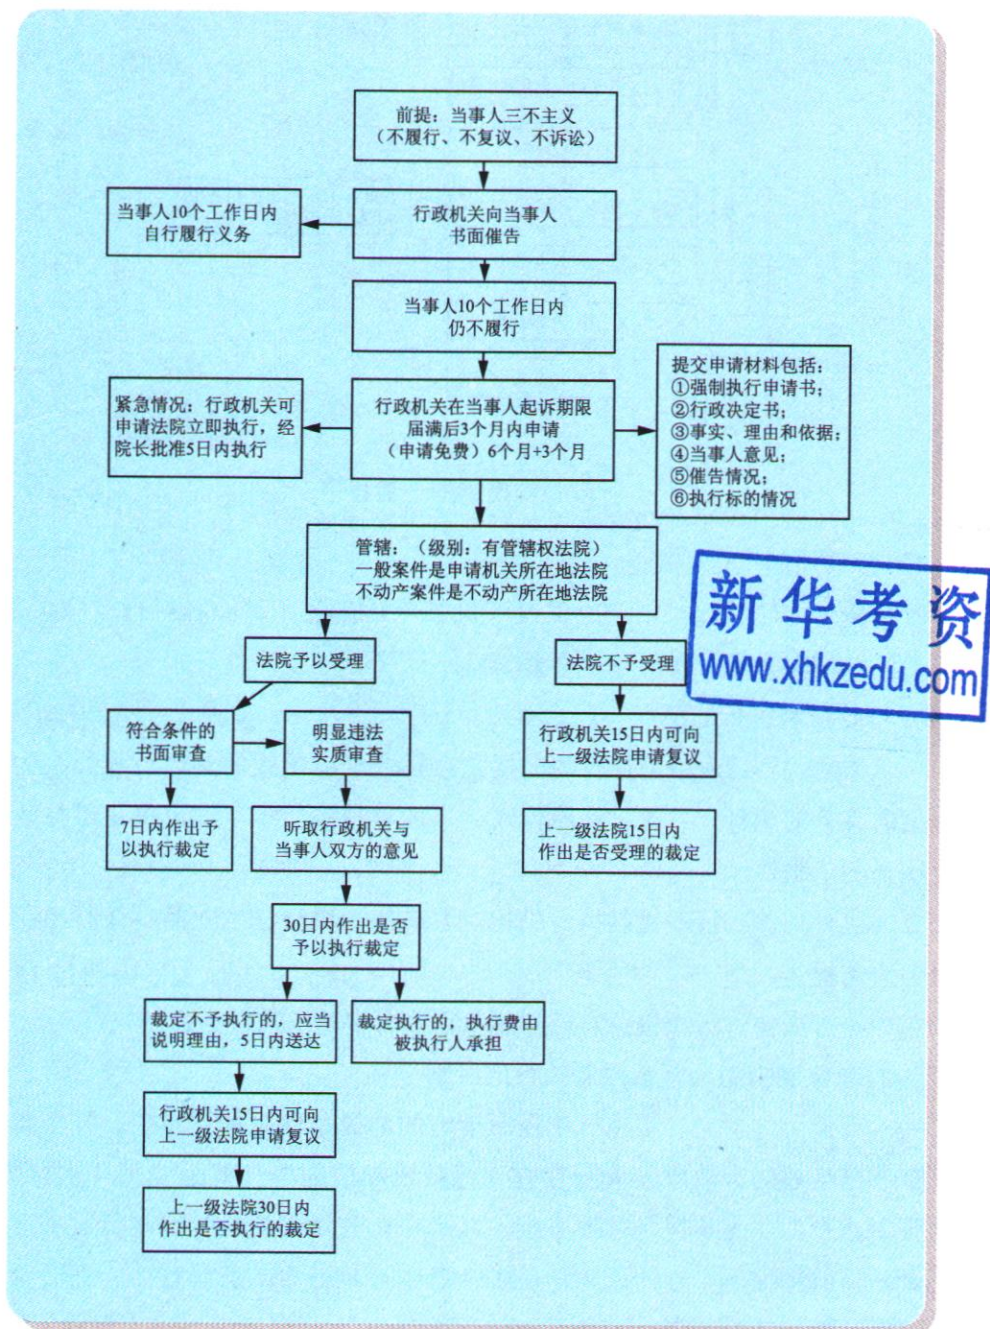 前提：当事人三不主义
（不履行、不复议、不诉讼）
当事人10个工作日内
自行履行义务
行政机关向当事人
书面催告
当事人10个工作日内
仍不履行
紧急情况：行政机关可
申请法院立即执行，经
院长批准5日内执行
行政机关在当事人起诉期限
届满后3个月内申请
（申请免费）6个月+3个月
提交申请材料包括：
①强制执行申请书；
②行政决定书；
③事实、理由和依据；
④当事人意见；
⑤催告情况；
⑥执行标的情况
管辖：（级别：有管辖权法院）
一般案件是申请机关所在地法院
不动产案件是不动产所在地法院
新华考资
www.xhkzedu.com
法院予以受理
法院不予受理
符合条件的
书面审查
明显违法
实质审查
行政机关15日内可向
上一级法院申请复议
7日内作出予
以执行裁定
听取行政机关与
当事人双方的意见
上一级法院15日内
作出是否受理的裁定
30日内作出是否
予以执行裁定
裁定不予执行的，应当
说明理由，5日内送达
裁定执行的，执行费由
被执行人承担
行政机关15日内可向
上一级法院申请复议
上一级法院30日内
作出是否执行的裁定